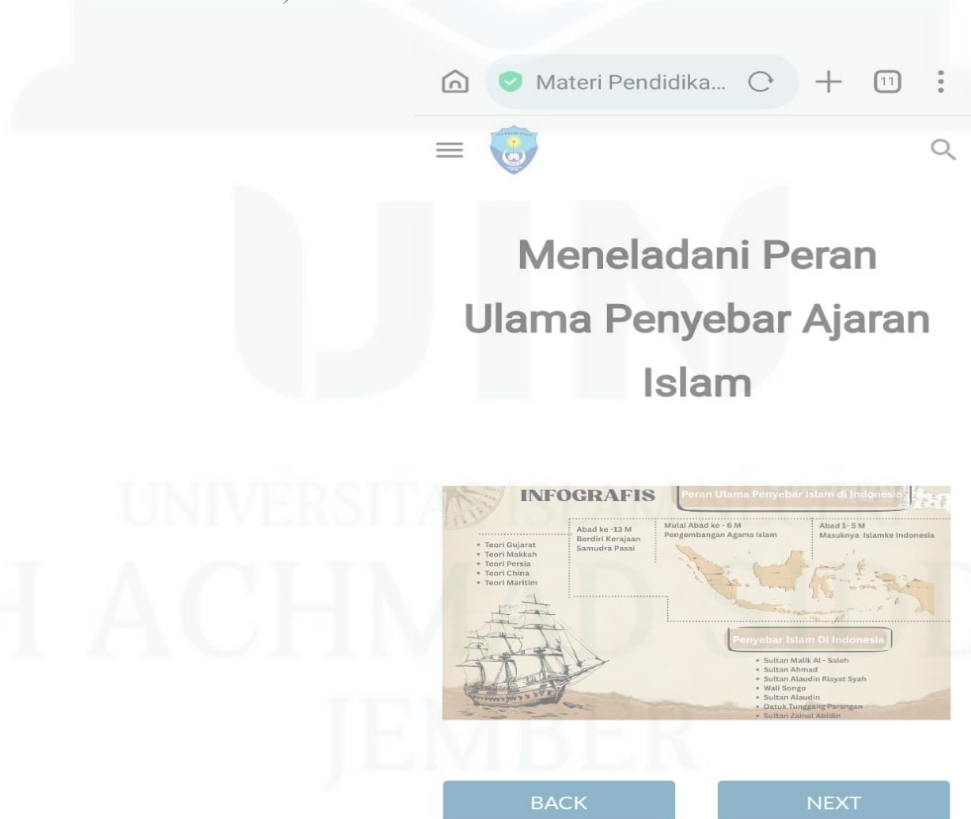 Materi Pendidika...
11
Meneladani Peran
Ulama Penyebar Ajaran
Islam
INFOGRAFIS
Peran Ulama Penyebar Islam di Indonesia
• Teori Gujarat
• Teori Makkah
• Teori Persia
• Teori China
• Teori Maritim
Abad ke -13 M
Berdiri Kerajaan
Samudra Pasai
Mulai Abad ke - 6 M
Pengembangan Agama Islam
Abad 1- 5 M
Masuknya Islamke Indonesia
Penyebar Islam Di Indonesia
• Sultan Malik Al - Saleh
• Sultan Ahmad
• Sultan Alaudin Riayat Syah
• Wali Songo
• Sultan Alaudin
• Datuk Tunggang Parangan
• Sultan Zainal Abidin
BACK
NEXT
UIN
JEMBER